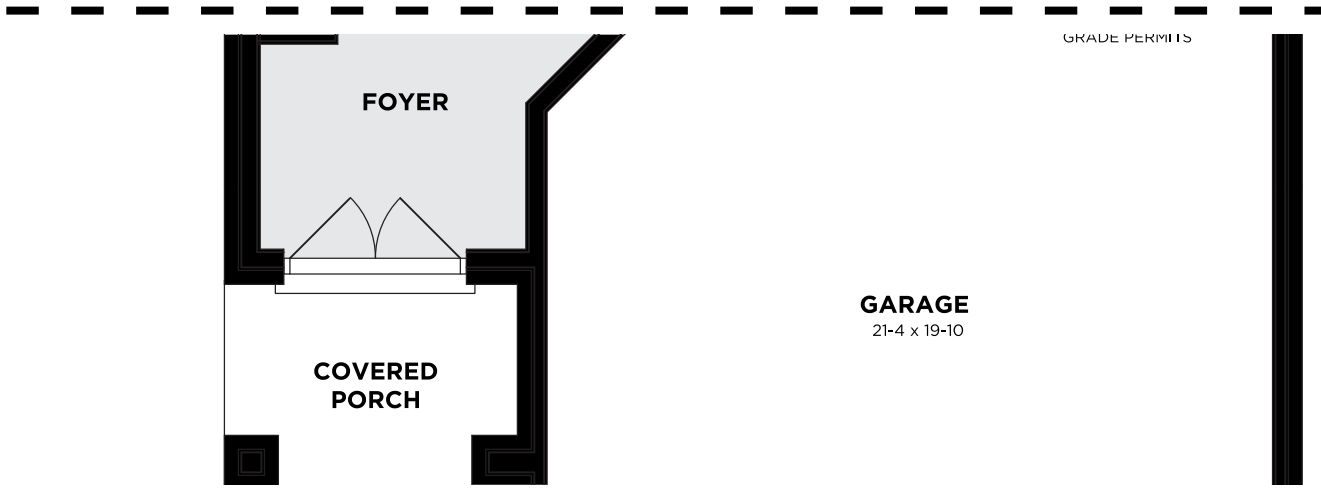 GRADE PERMITS
FOYER
GARAGE
21-4 x 19-10
COVERED
PORCH